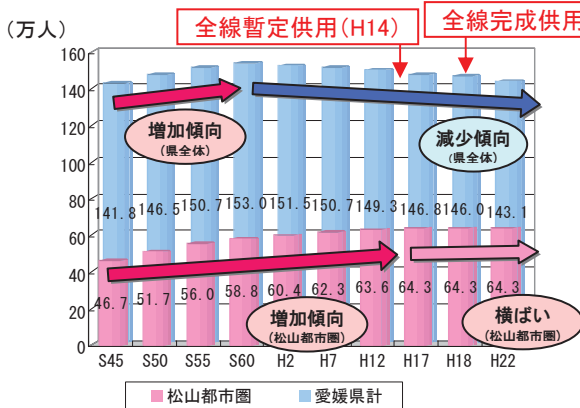 (万人)
全線暫定供用(H14)
全線完成供用
160
140
120
100
80
60
40
20
0
増加傾向
(県全体)
減少傾向
(県全体)
141.8 146.5 150.7 153.0 151.5 150.7 149.3 146.8 146.0 143.1
46.7 51.7 56.0 58.8 60.4 62.3 63.6 64.3 64.3 64.3
増加傾向
(松山都市圏)
横ばい
(松山都市圏)
S45 S50 S55 S60 H2 H7 H12 H17 H18 H22
松山都市圏 愛媛県計